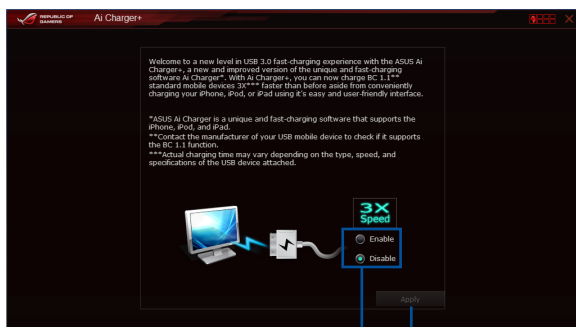 REPUBLIC OF
GAMERS
Ai Charger+
Welcome to a new level in USB 3.0 fast-charging experience with the ASUS Ai
Charger+, a new and improved version of the unique and fast-charging
software Ai Charger*. With Ai Charger+, you can now charge BC 1.1**
standard mobile devices 3X*** faster than before aside from conveniently
charging your iPhone, iPod, or iPad using it's easy and user-friendly interface.
*ASUS Ai Charger is a unique and fast-charging software that supports the
iPhone, iPod, and iPad.
**Contact the manufacturer of your USB mobile device to check if it supports
the BC 1.1 function.
***Actual charging time may vary depending on the type, speed, and
specifications of the USB device attached.
3X
Speed
Enable
Disable
Apply